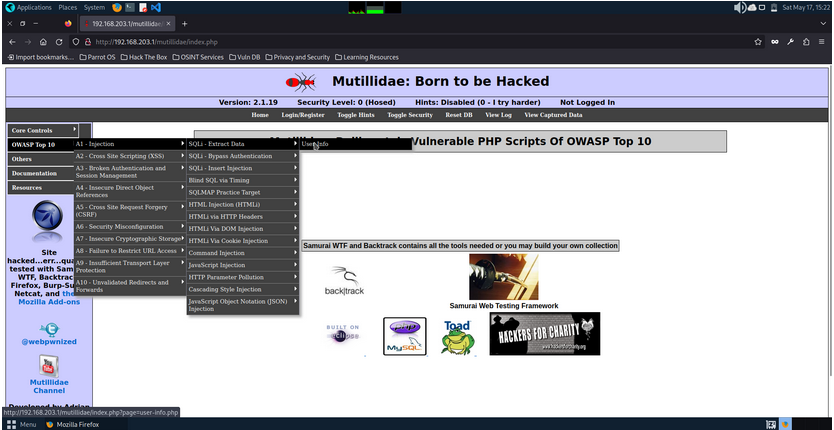 Applications Places System
Sat May 17, 15:22
192.168.203.1/mutillidae/
http://192.168.203.1/mutillidae/index.php
Import bookmarks... Parrot OS Hack The Box OSINT Services Vuln DB Privacy and Security Learning Resources
Mutillidae: Born to be Hacked
Version: 2.1.19 Security Level: 0 (Hosed) Hints: Disabled (0 - I try harder) Not Logged In
Home Login/Register Toggle Hints Toggle Security Reset DB View Log View Captured Data
Core Controls
OWASP Top 10
Others
Documentation
Resources
A1 - Injection
A2 - Cross Site Scripting (XSS)
A3 - Broken Authentication and
Session Management
A4 - Insecure Direct Object
References
A5 - Cross Site Request Forgery
(CSRF)
A6 - Security Misconfiguration
A7 - Insecure Cryptographic Storage
A8 - Failure to Restrict URL Access
A9 - Insufficient Transport Layer
Protection
A10 - Unvalidated Redirects and
Forwards
SQLi - Extract Data
SQLi - Bypass Authentication
SQLi - Insert Injection
Blind SQL via Timing
SQLMAP Practice Target
HTML Injection (HTMLi)
HTMLi via HTTP Headers
HTMLi Via DOM Injection
HTMLi Via Cookie Injection
Command Injection
JavaScript Injection
HTTP Parameter Pollution
Cascading Style Injection
JavaScript Object Notation (JSON)
Injection
User Info
Vulnerable PHP Scripts Of OWASP Top 10
Samurai WTF and Backtrack contains all the tools needed or you may build your own collection
back|track
Samurai Web Testing Framework
BUILT ON
eclipse
MySQL
Toad
HACKERS FOR CHARITY
Site
hacked...err...qua
tested with Sam
WTF, Backtrac
Firefox, Burp-Su
Netcat, and the
Mozilla Add-ons
@webpwnized
Mutillidae
Channel
Developed by Adrian
http://192.168.203.1/mutillidae/index.php?page=user-info.php
Menu Mozilla Firefox